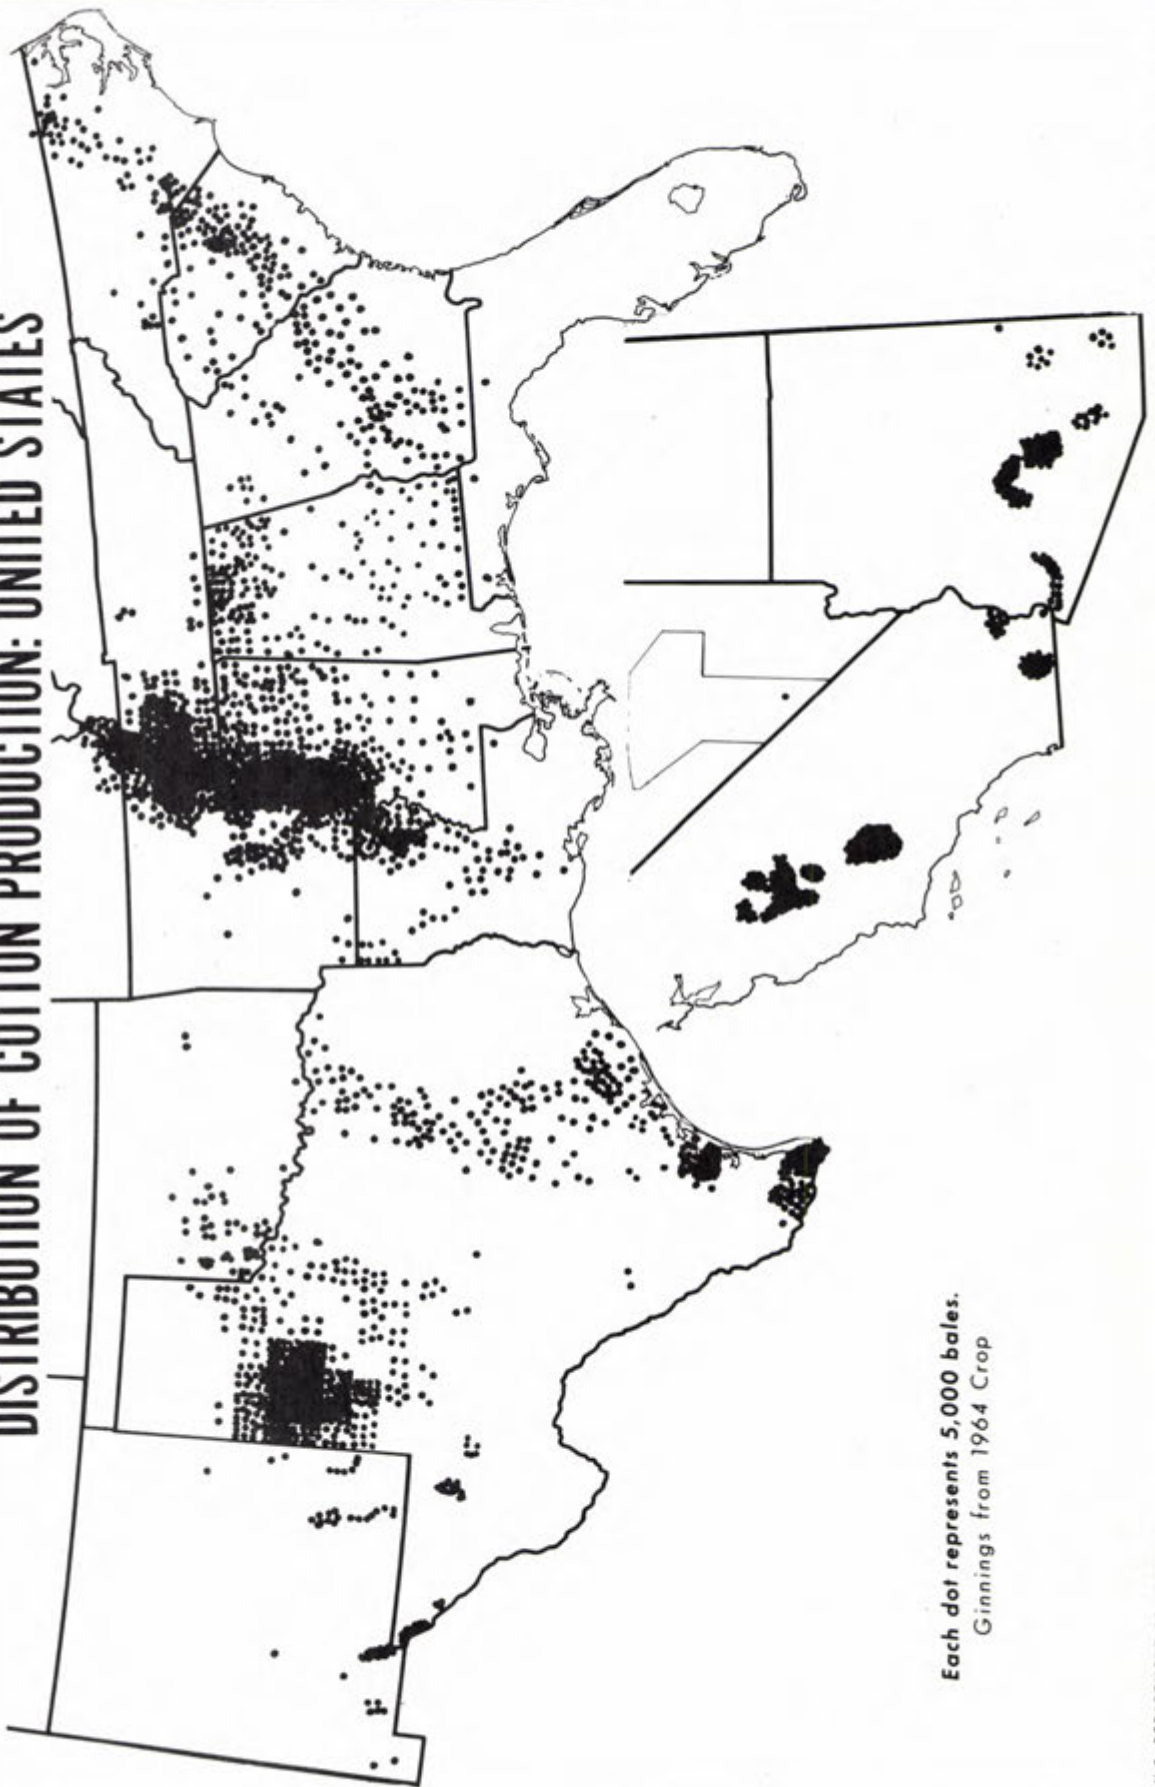 DISTRIBUTION OF COTTON PRODUCTION: UNITED STATES
Each dot represents 5,000 bales.
Ginnings from 1964 Crop